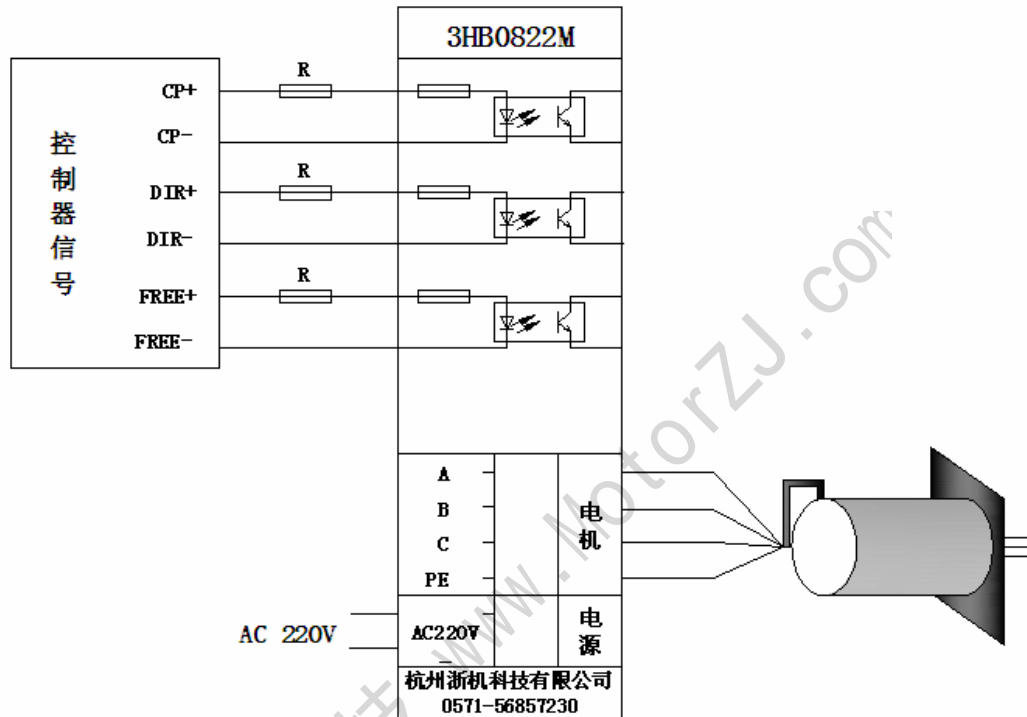 3HB0822M
控制器信号
CP+
R
CP-
DIR+
R
DIR-
FREE+
R
FREE-
A
B
C
PE
电机
AC 220V
AC220V
电源
杭州浙机科技有限公司
0571-56857230
www.MotorZJ.com
技